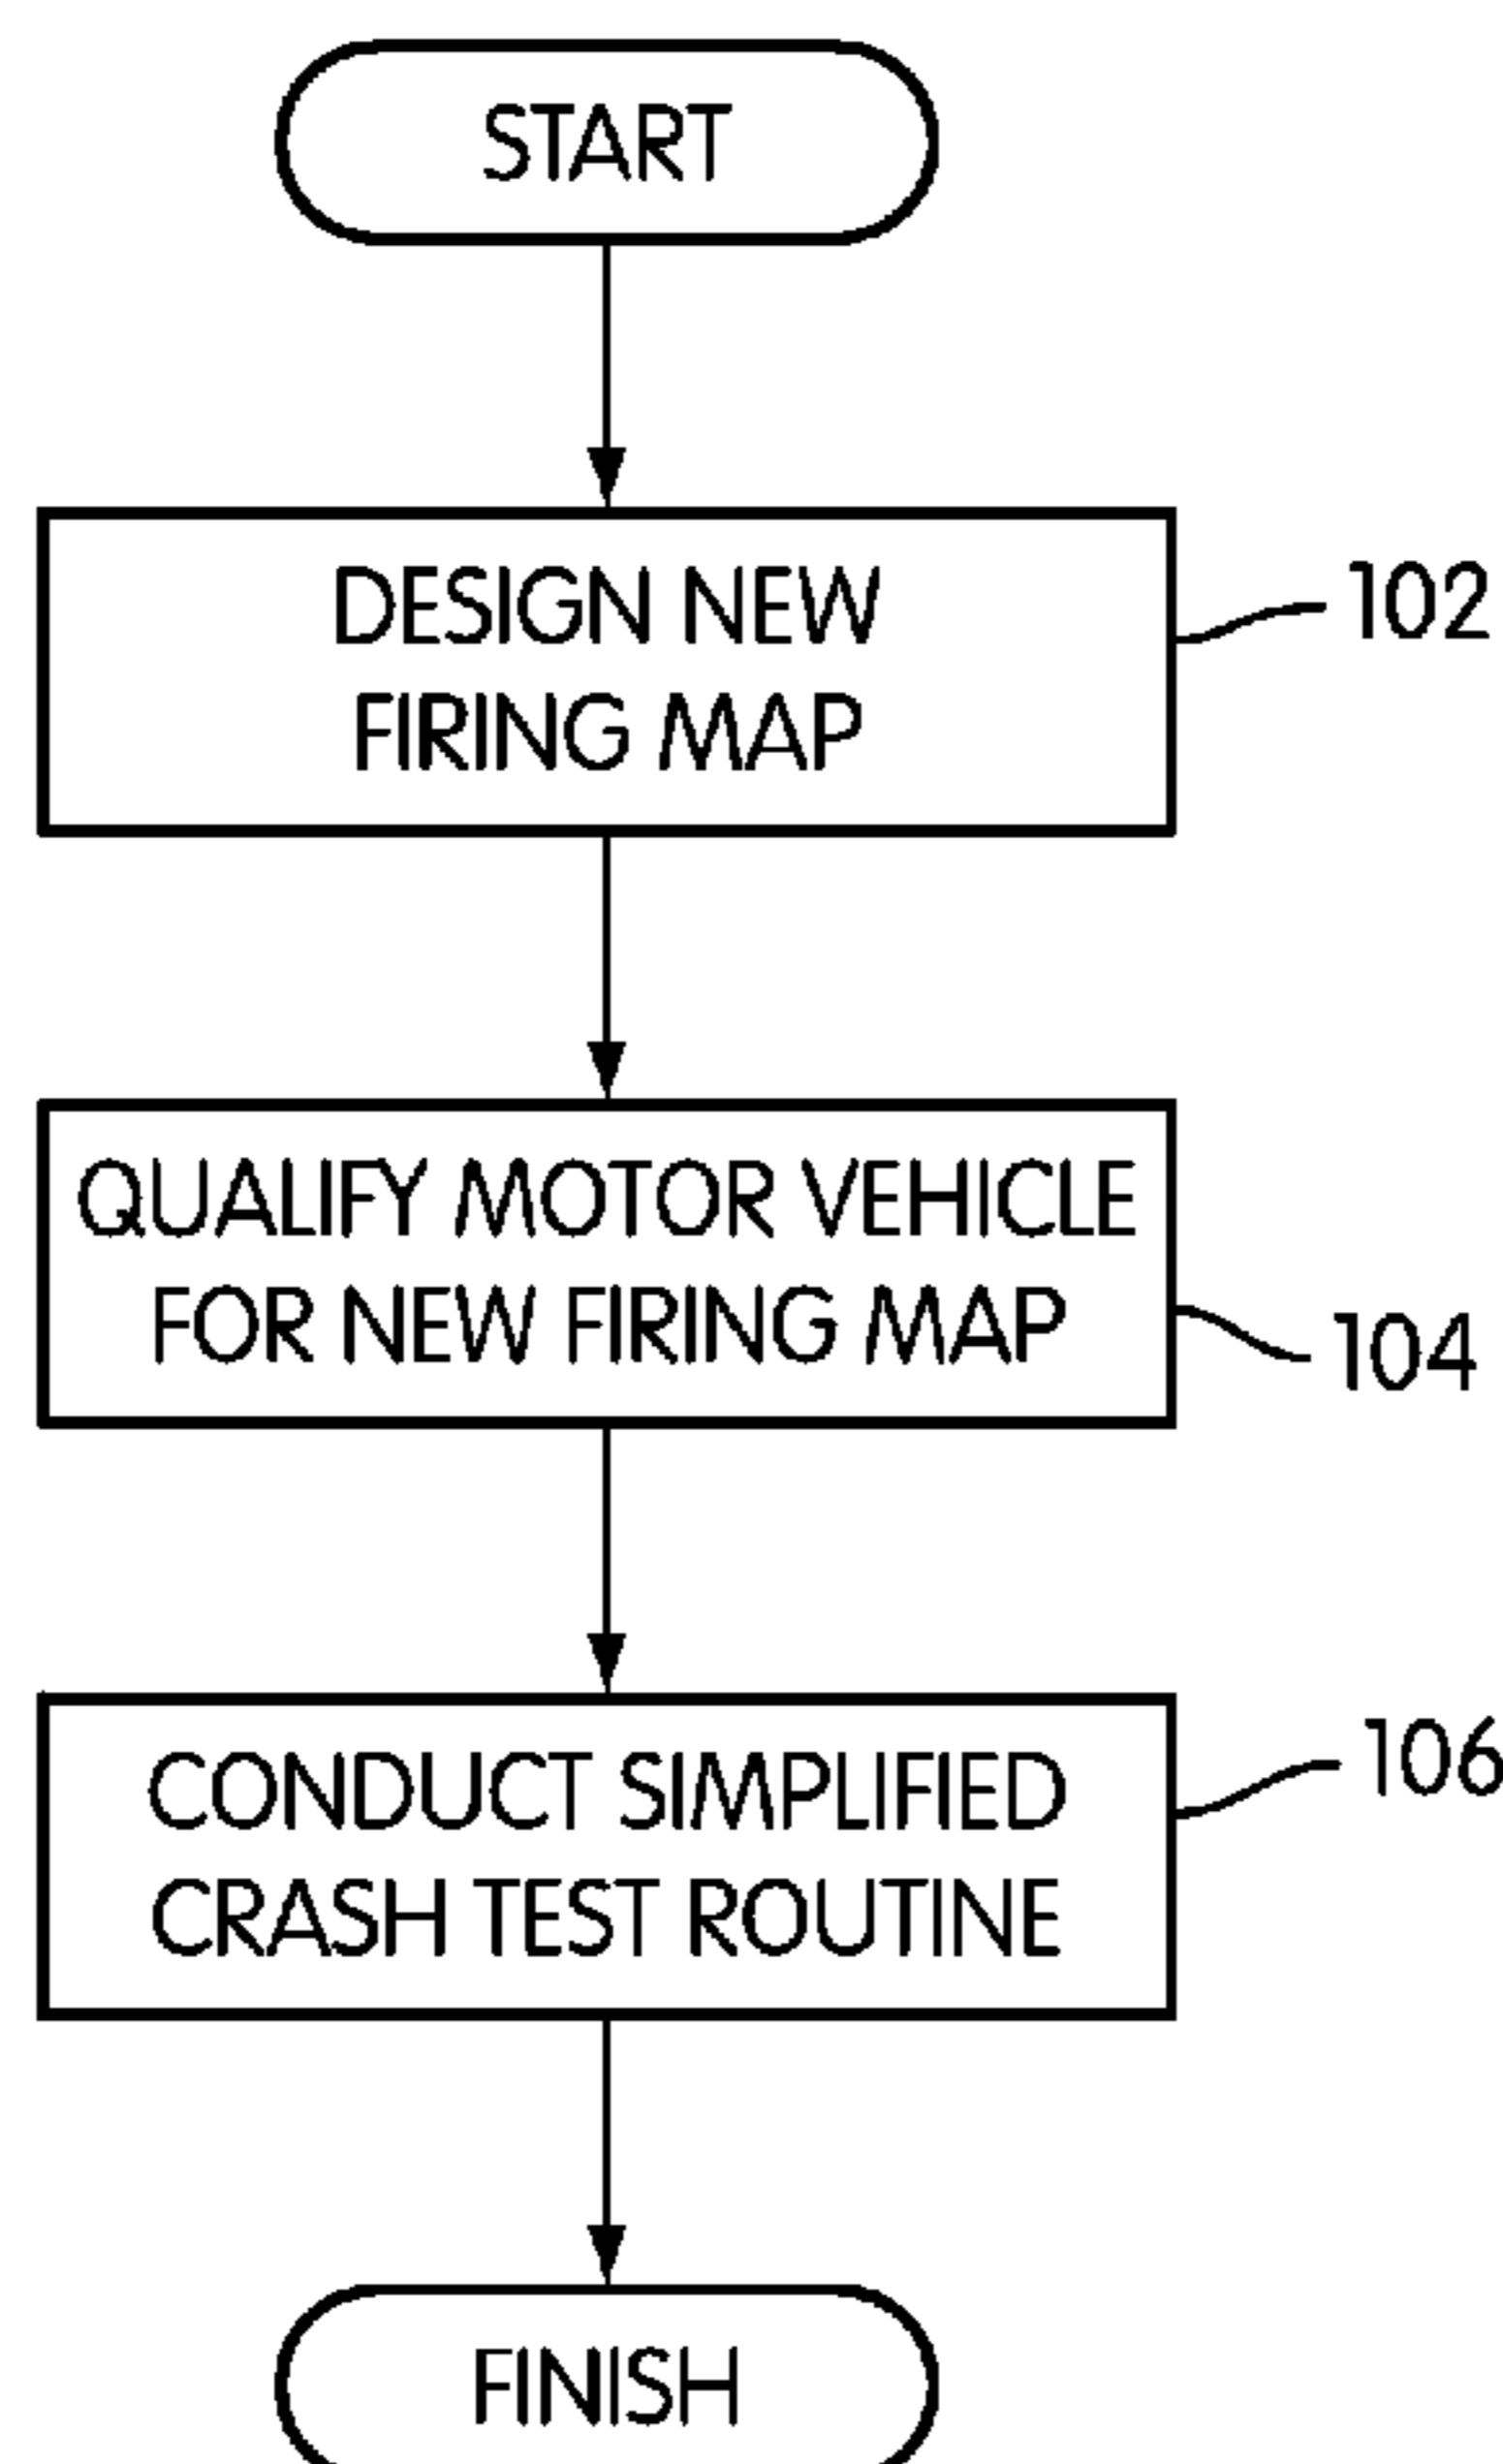 START
DESIGN NEW
FIRING MAP
102
QUALIFY MOTOR VEHICLE
FOR NEW FIRING MAP
104
CONDUCT SIMPLIFIED
CRASH TEST ROUTINE
106
FINISH